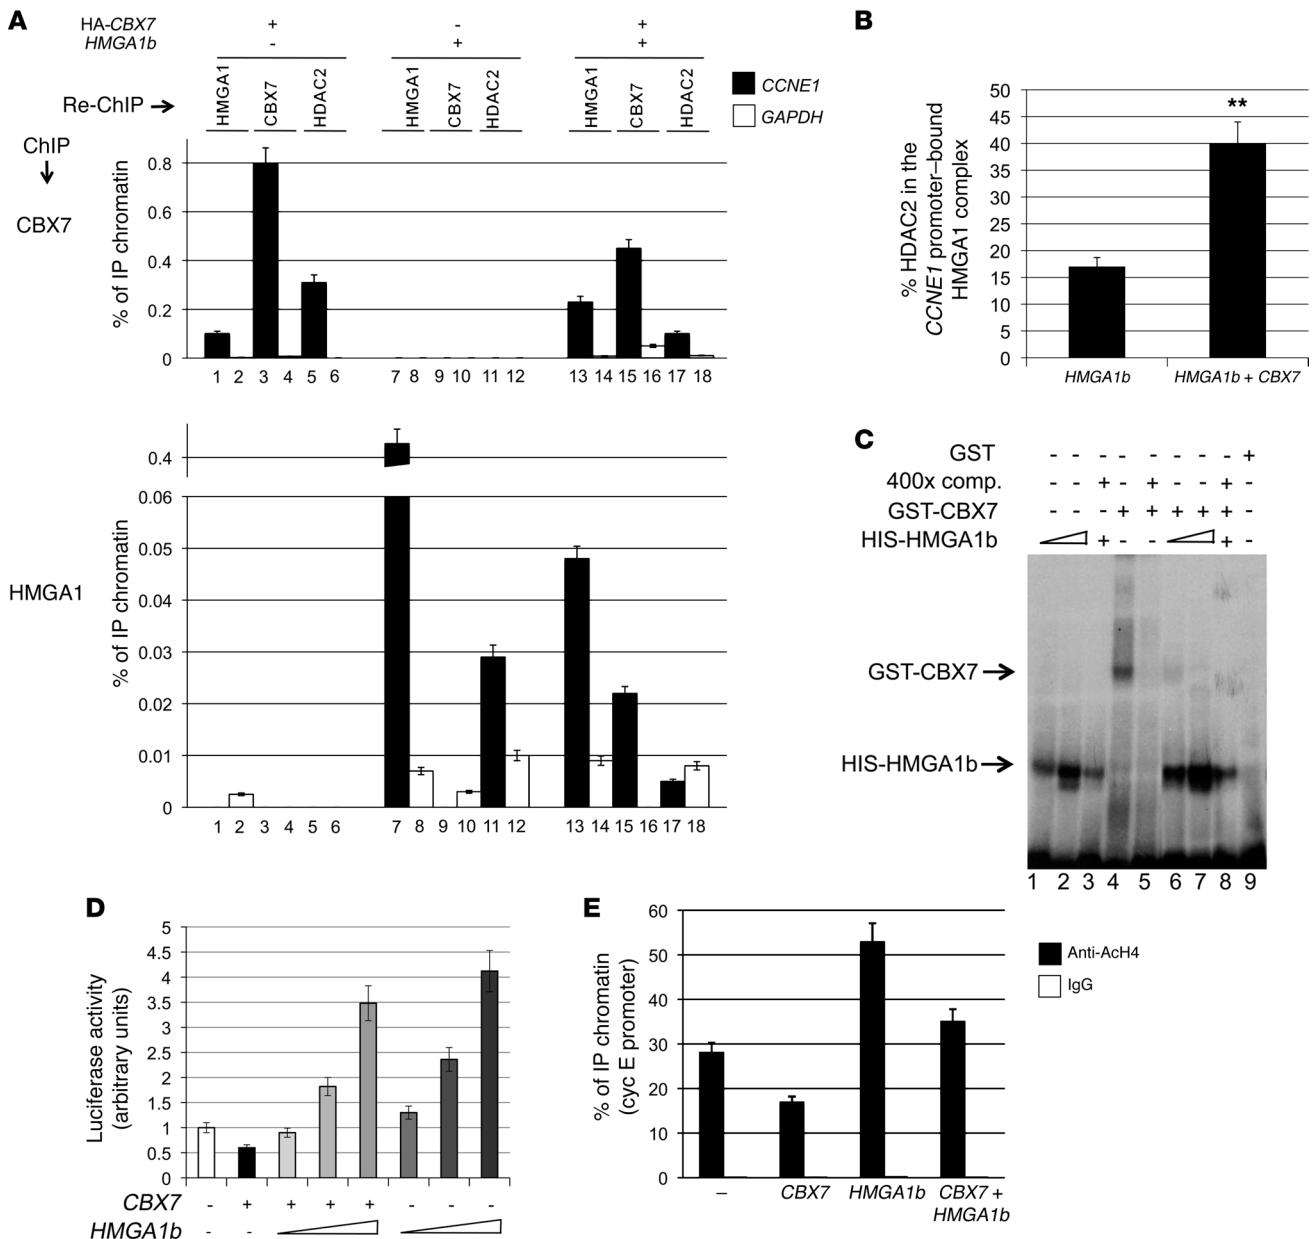 A
HA-CBX7 + - +
HMGA1b - + +
Re-ChIP HMGA1 CBX7 HDAC2 HMGA1 CBX7 HDAC2 HMGA1 CBX7 HDAC2
CCNE1
GAPDH
ChIP
CBX7
% of IP chromatin
0.8
0.6
0.4
0.2
0
1 2 3 4 5 6 7 8 9 10 11 12 13 14 15 16 17 18
HMGA1
% of IP chromatin
0.4
0.06
0.05
0.04
0.03
0.02
0.01
0
1 2 3 4 5 6 7 8 9 10 11 12 13 14 15 16 17 18
B
% HDAC2 in the
CCNE1 promoter–bound
HMGA1 complex
50
45
40
35
30
25
20
15
10
5
0
**
HMGA1b HMGA1b + CBX7
C
GST - - - - - - - - +
400x comp. - - + - + - - + -
GST-CBX7 - - - + + + + + -
HIS-HMGA1b + - - + -
GST-CBX7
HIS-HMGA1b
1 2 3 4 5 6 7 8 9
D
Luciferase activity
(arbitrary units)
5
4.5
4
3.5
3
2.5
2
1.5
1
0.5
0
CBX7 - + + + + - - -
HMGA1b - -
E
% of IP chromatin
(cyc E promoter)
60
50
40
30
20
10
0
– CBX7 HMGA1b CBX7 +
HMGA1b
Anti-AcH4
IgG